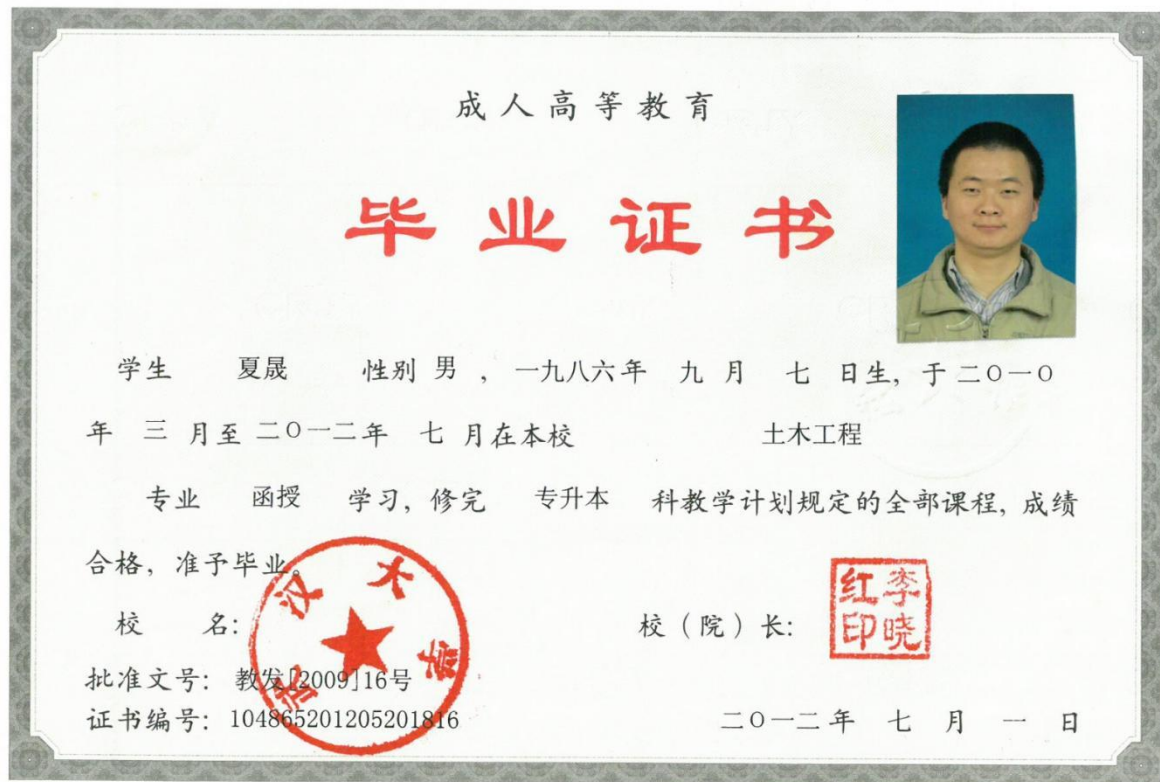 成人高等教育
毕业证书
学生 夏晟 性别 男 ，一九八六年 九 月 七 日生, 于二〇一〇
年 三 月至二〇一二年 七 月在本校 土木工程
专业 函授 学习, 修完 专升本 科教学计划规定的全部课程, 成绩
合格, 准予毕业。
武汉大学
校 名: 校（院）长:
李晓红印
批准文号: 教发[2009]16号
证书编号: 104865201205201816
二〇一二年 七 月 一 日